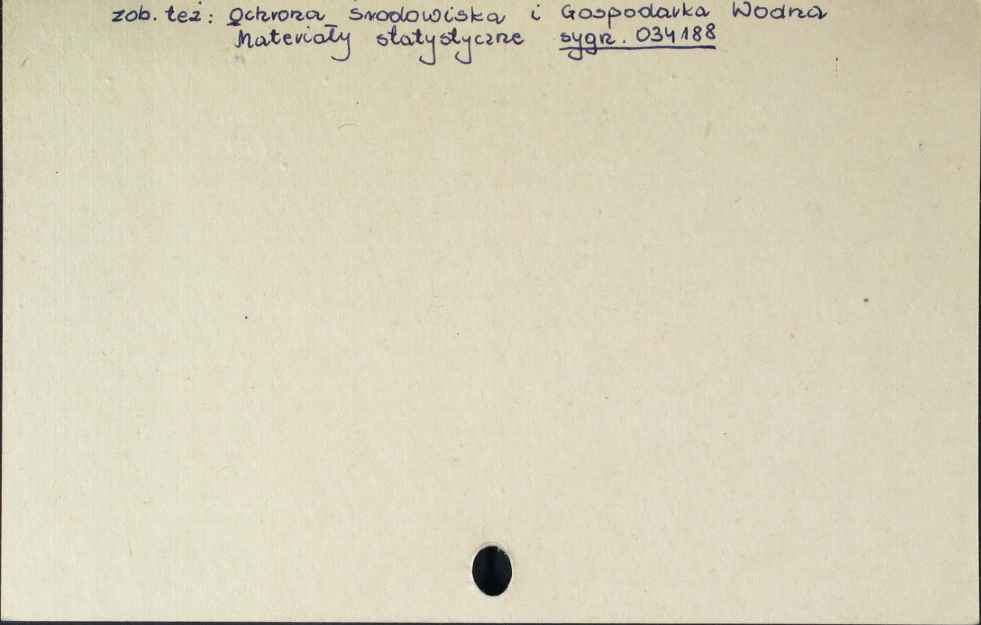 zob. też: Ochrona Środowiska i Gospodarka Wodna
Materiały statystyczne sygn. 034188